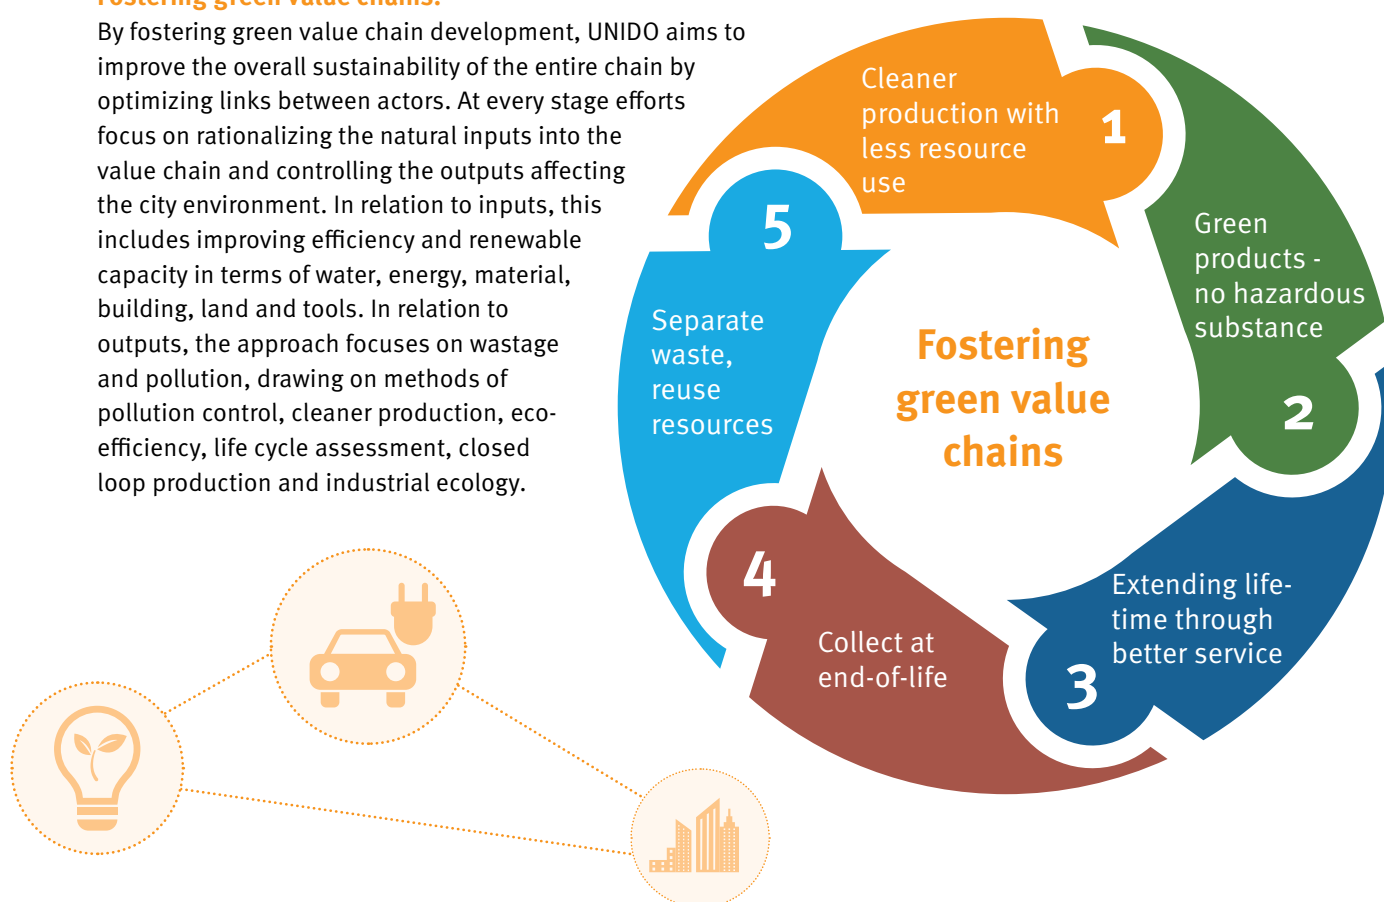 Fostering green value chains:
By fostering green value chain development, UNIDO aims to
improve the overall sustainability of the entire chain by
optimizing links between actors. At every stage efforts
focus on rationalizing the natural inputs into the
value chain and controlling the outputs affecting
the city environment. In relation to inputs, this
includes improving efficiency and renewable
capacity in terms of water, energy, material,
building, land and tools. In relation to
outputs, the approach focuses on wastage
and pollution, drawing on methods of
pollution control, cleaner production, eco-
efficiency, life cycle assessment, closed
loop production and industrial ecology.
Cleaner
production with
less resource
use
1
Green
products -
no hazardous
substance
2
Extending life-
time through
better service
3
Collect at
end-of-life
4
Separate
waste,
reuse
resources
5
Fostering
green value
chains